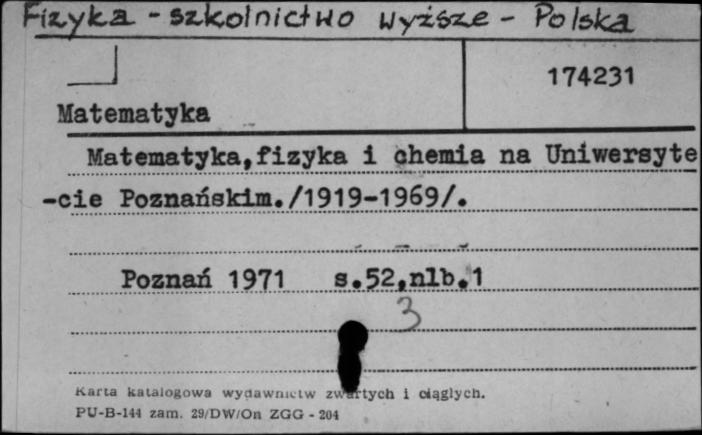 Fizyka - szkolnictwo wyższe - Polska
174231
Matematyka
Matematyka,fizyka i chemia na Uniwersyte
-cie Poznańskim./1919-1969/.
Poznań 1971 s.52,nlb.1
3
Karta katalogowa wydawnictw zwartych i ciągłych.
PU-B-144 zam. 29/DW/On ZGG - 204